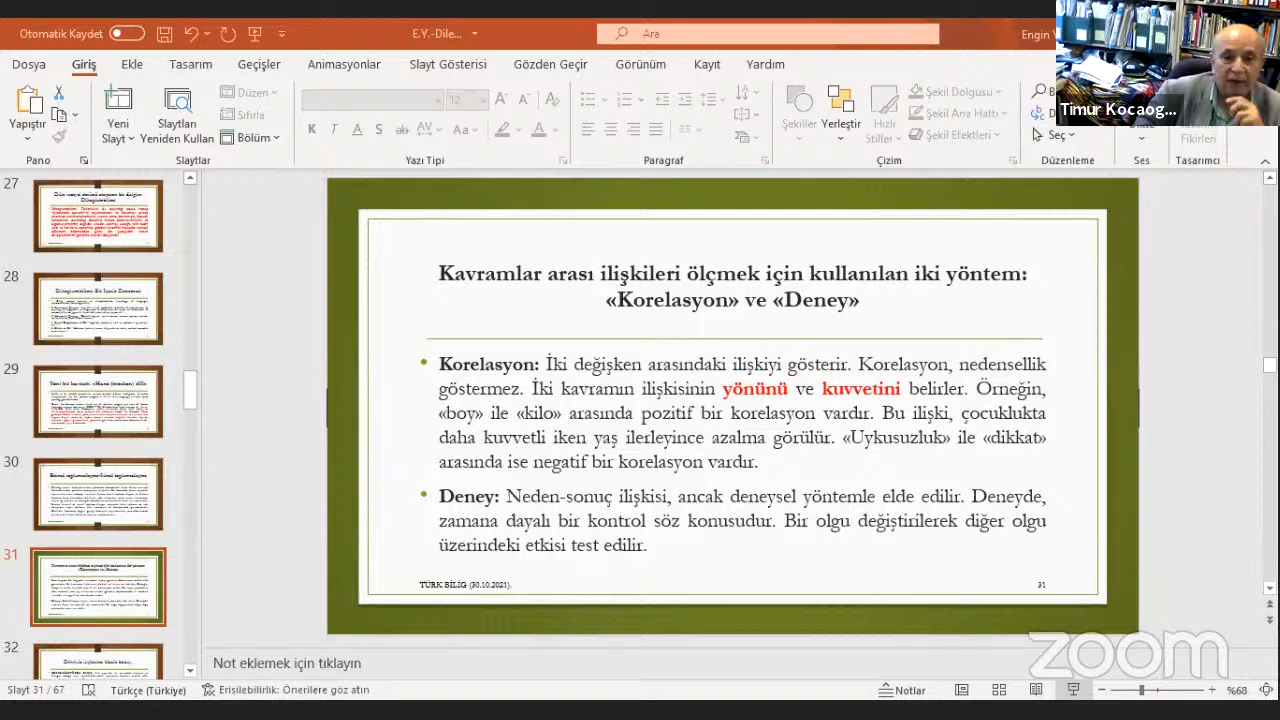 Otomatik Kaydet
E.Y.-Dile...
Ara
Engin
Timur Kocaog...
Dosya Giriş Ekle Tasarım Geçişler Animasyonlar Slayt Gösterisi Gözden Geçir Görünüm Kayıt Yardım
Yapıştır
Yeni
Slayt
Slaytları
Yeniden Kullan
Düzen
Sıfırla
Bölüm
12
Şekiller
Yerleştir
Hızlı
Stiller
Şekil Dolgusu
Şekil Ana Hattı
Şekil Efektleri
Seç
Dikte
Tasarım
Fikirleri
Pano Slaytlar Yazı Tipi Paragraf Çizim Düzenleme Ses Tasarımcı
27
28
29
30
31
32
Kavramlar arası ilişkileri ölçmek için kullanılan iki yöntem:
«Korelasyon» ve «Deney»
• Korelasyon: İki değişken arasındaki ilişkiyi gösterir. Korelasyon, nedensellik
göstermez. İki kavramın ilişkisinin yönünü ve kuvvetini belirler. Örneğin,
«boy» ile «kilo» arasında pozitif bir korelasyon vardır. Bu ilişki, çocuklukta
daha kuvvetli iken yaş ilerleyince azalma görülür. «Uykusuzluk» ile «dikkat»
arasında ise negatif bir korelasyon vardır.
• Deney: Neden-sonuç ilişkisi, ancak deneysel yöntemle elde edilir. Deneyde,
zamana dayalı bir kontrol söz konusudur. Bir olgu değiştirilerek diğer olgu
üzerindeki etkisi test edilir.
TÜRK BİLİG (30.10.2021).
31
zoom
Not eklemek için tıklayın
Slayt 31 / 67
Türkçe (Türkiye)
Erişilebilirlik: Önerilere göz atın
Notlar
%68